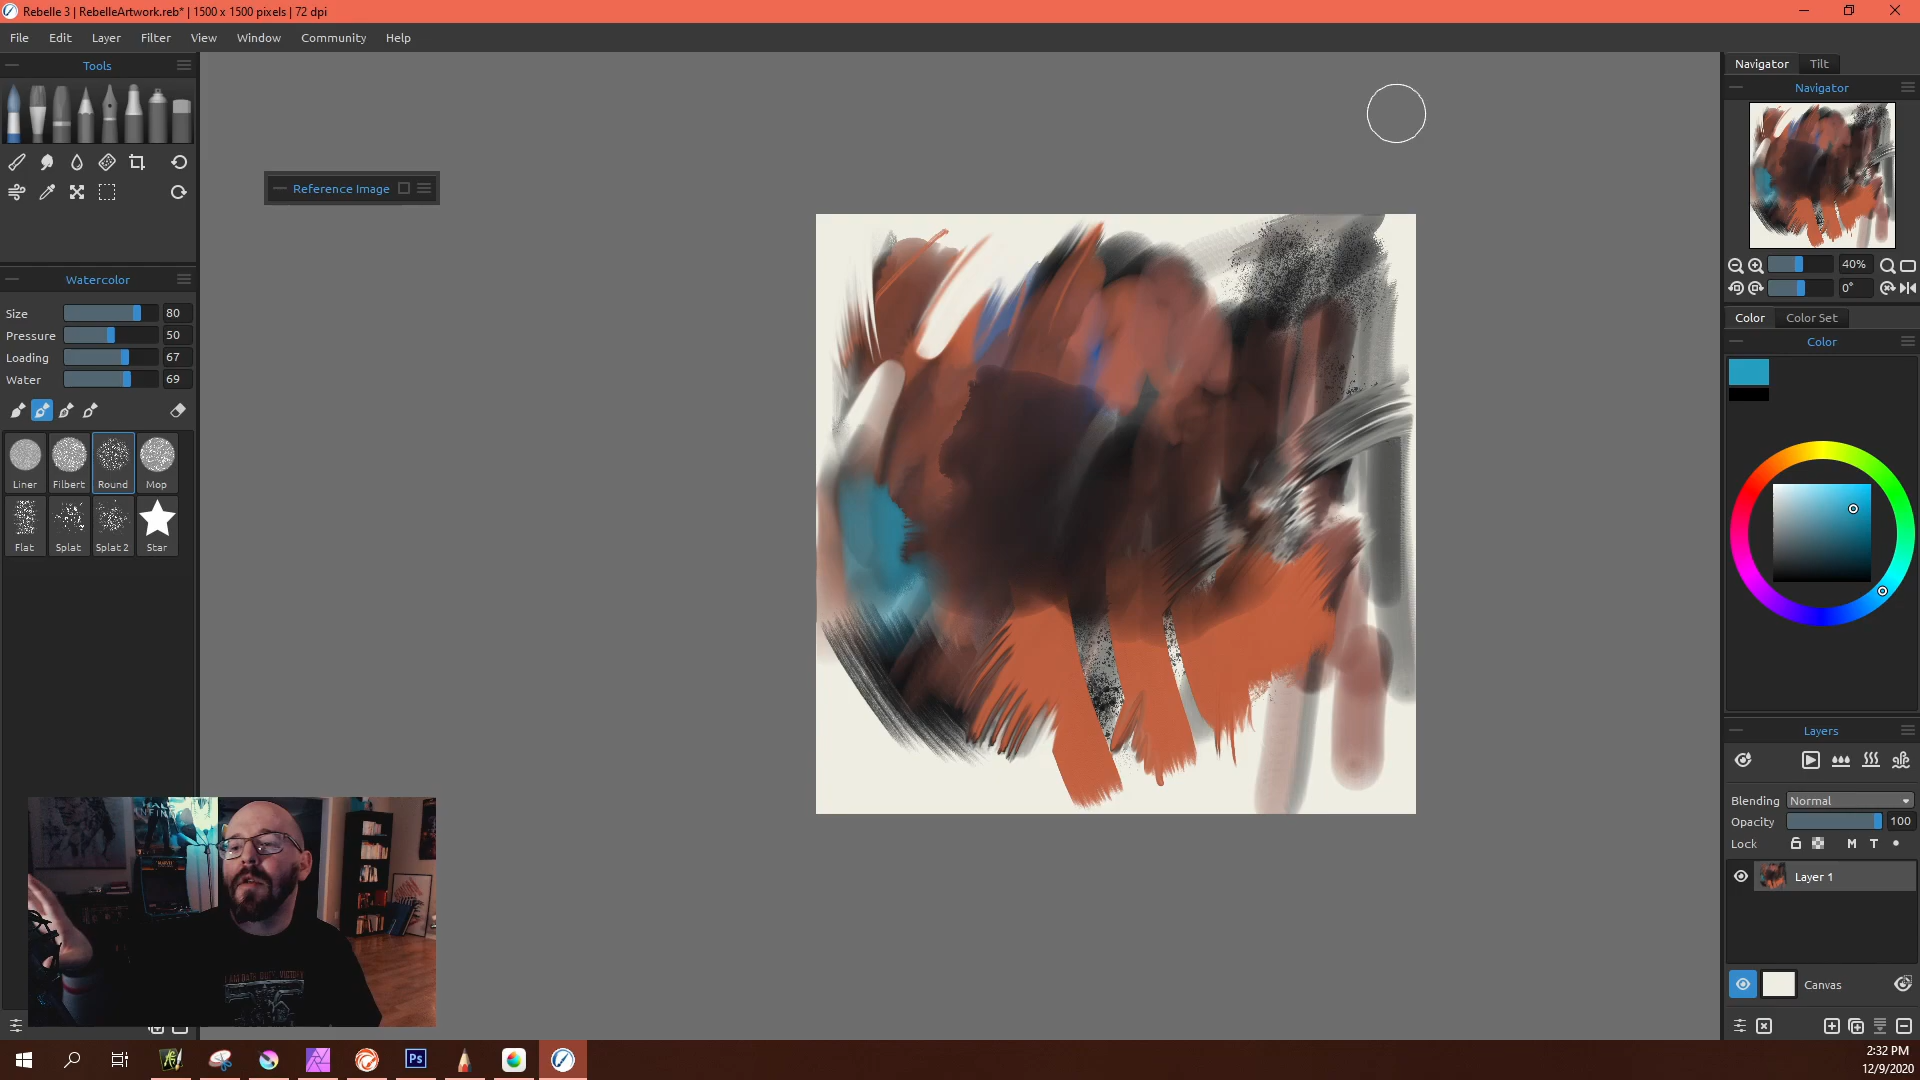 Rebelle 3 | RebelleArtwork.reb* | 1500 x 1500 pixels | 72 dpi
File Edit Layer Filter View Window Community Help
Tools
Reference Image
Watercolor
Size 80
Pressure 50
Loading 67
Water 69
Liner Filbert Round Mop
Flat Splat Splat 2 Star
Navigator Tilt
Navigator
40%
0°
Color Color Set
Color
Layers
Blending Normal
Opacity 100
Lock M T
Layer 1
Canvas
Ps
2:32 PM
12/9/2020